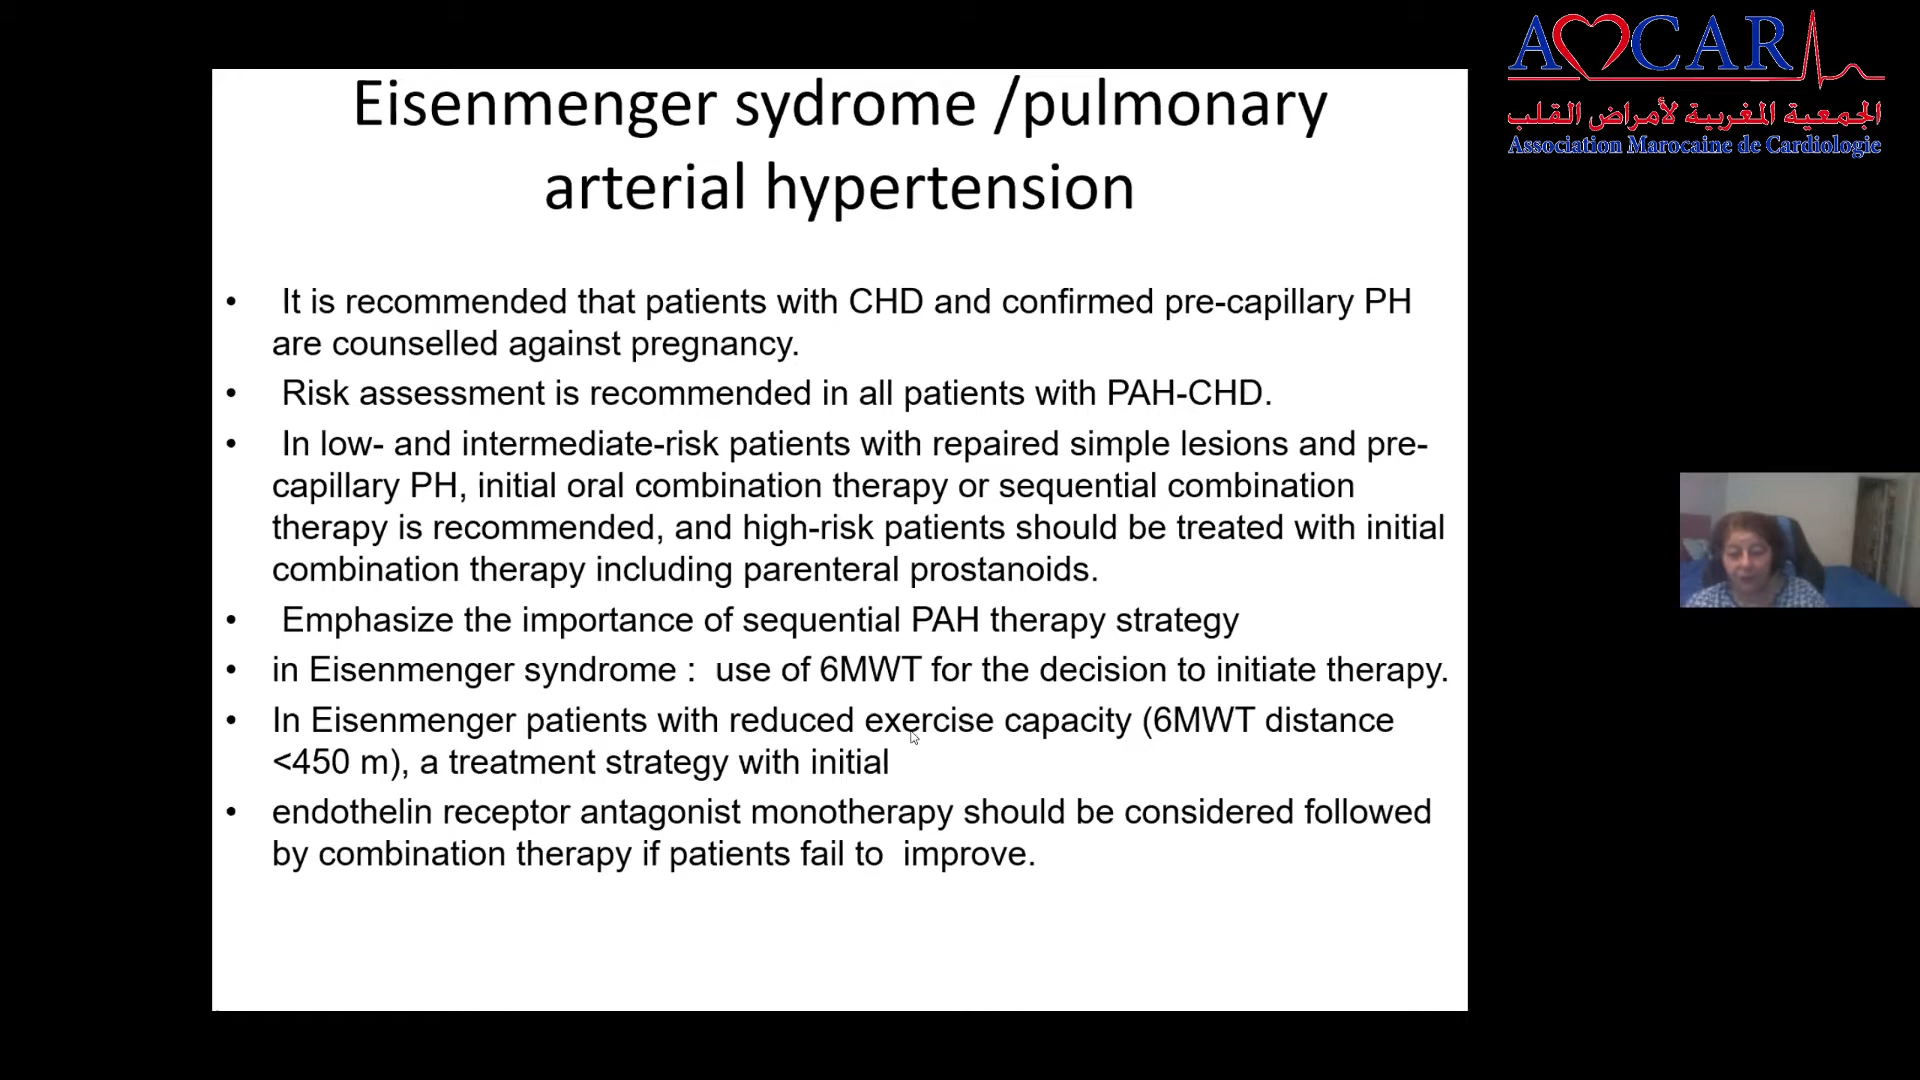 A CAR
الجمعية المغربية لأمراض القلب
Association Marocaine de Cardiologie
Eisenmenger sydrome /pulmonary
arterial hypertension
• It is recommended that patients with CHD and confirmed pre-capillary PH
are counselled against pregnancy.
• Risk assessment is recommended in all patients with PAH-CHD.
• In low- and intermediate-risk patients with repaired simple lesions and pre-
capillary PH, initial oral combination therapy or sequential combination
therapy is recommended, and high-risk patients should be treated with initial
combination therapy including parenteral prostanoids.
• Emphasize the importance of sequential PAH therapy strategy
• in Eisenmenger syndrome :  use of 6MWT for the decision to initiate therapy.
• In Eisenmenger patients with reduced exercise capacity (6MWT distance
<450 m), a treatment strategy with initial
• endothelin receptor antagonist monotherapy should be considered followed
by combination therapy if patients fail to  improve.